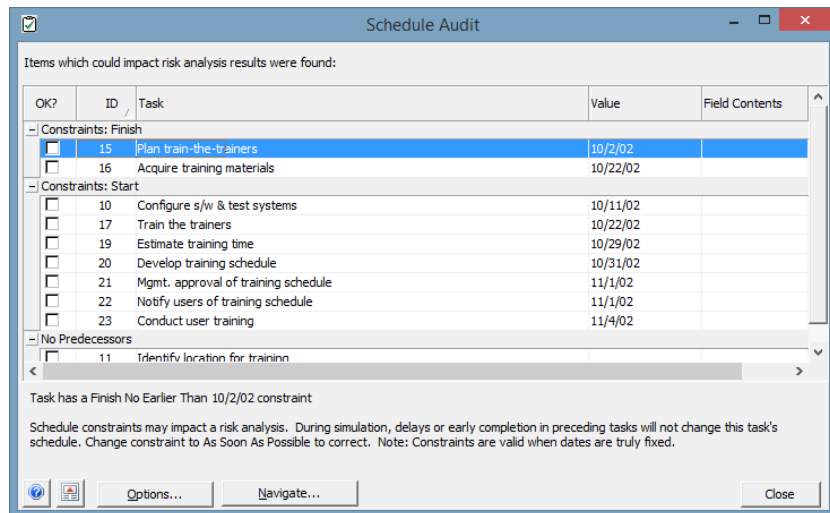 Schedule Audit
Items which could impact risk analysis results were found:
OK? ID Task Value Field Contents
Constraints: Finish
15 Plan train-the-trainers 10/2/02
16 Acquire training materials 10/22/02
Constraints: Start
10 Configure s/w & test systems 10/11/02
17 Train the trainers 10/22/02
19 Estimate training time 10/29/02
20 Develop training schedule 10/31/02
21 Mgmt. approval of training schedule 11/1/02
22 Notify users of training schedule 11/1/02
23 Conduct user training 11/4/02
No Predecessors
11 Identify location for training
Task has a Finish No Earlier Than 10/2/02 constraint
Schedule constraints may impact a risk analysis. During simulation, delays or early completion in preceding tasks will not change this task's
schedule. Change constraint to As Soon As Possible to correct. Note: Constraints are valid when dates are truly fixed.
Options... Navigate... Close